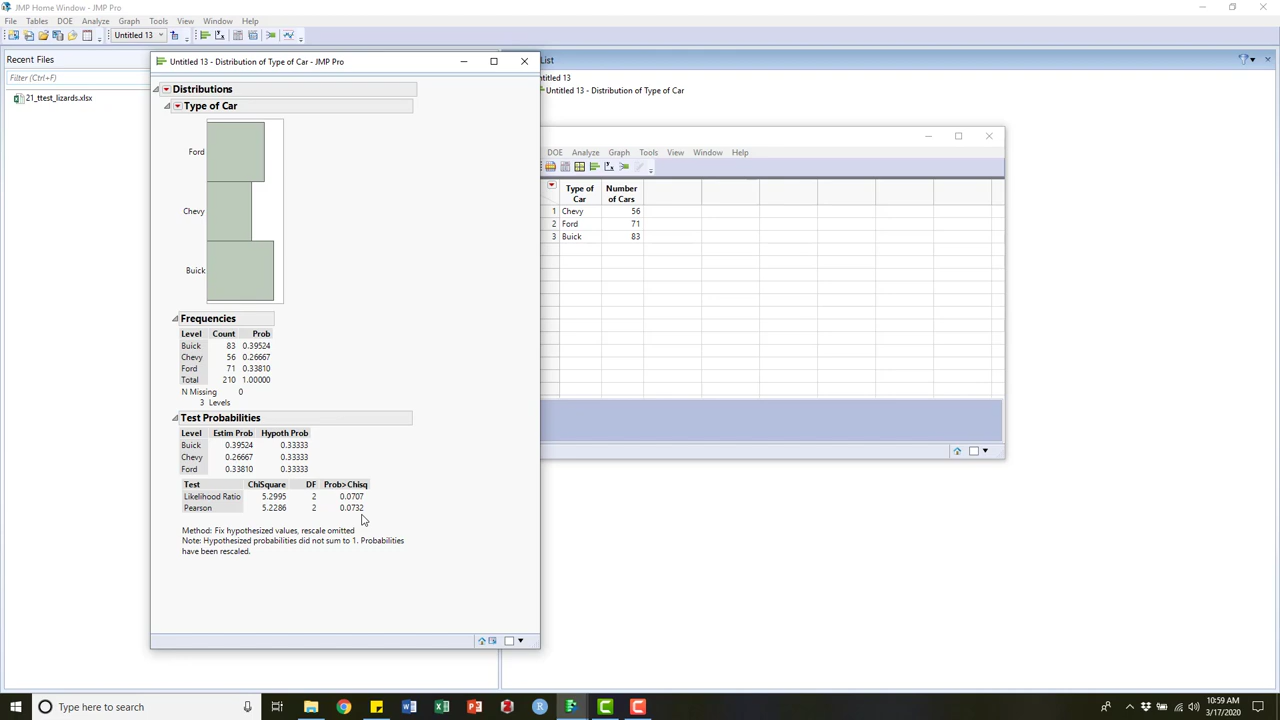 JMP Home Window - JMP Pro
File Tables DOE Analyze Graph Tools View Window Help
Untitled 13
Recent Files
Filter (Ctrl+F)
21_ttest_lizards.xlsx
List
ntitled 13
Untitled 13 - Distribution of Type of Car
Untitled 13 - Distribution of Type of Car - JMP Pro
Distributions
Type of Car
Ford
Chevy
Buick
Frequencies
Level Count Prob
Buick 83 0.39524
Chevy 56 0.26667
Ford 71 0.33810
Total 210 1.00000
N Missing 0
3 Levels
Test Probabilities
Level Estim Prob Hypoth Prob
Buick 0.39524 0.33333
Chevy 0.26667 0.33333
Ford 0.33810 0.33333
Test ChiSquare DF Prob>Chisq
Likelihood Ratio 5.2995 2 0.0707
Pearson 5.2286 2 0.0732
Method: Fix hypothesized values, rescale omitted
Note: Hypothesized probabilities did not sum to 1. Probabilities
have been rescaled.
DOE Analyze Graph Tools View Window Help
Type of Number
Car of Cars
1 Chevy 56
2 Ford 71
3 Buick 83
Type here to search
10:59 AM
3/17/2020